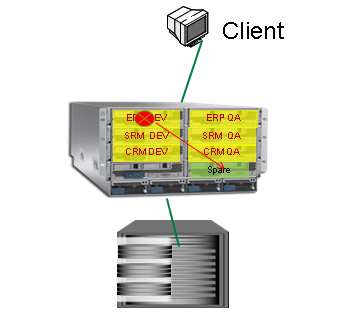 Client
ERP QA
SRM DEV
SRM QA
CRM DEV
CRM QA
Spare